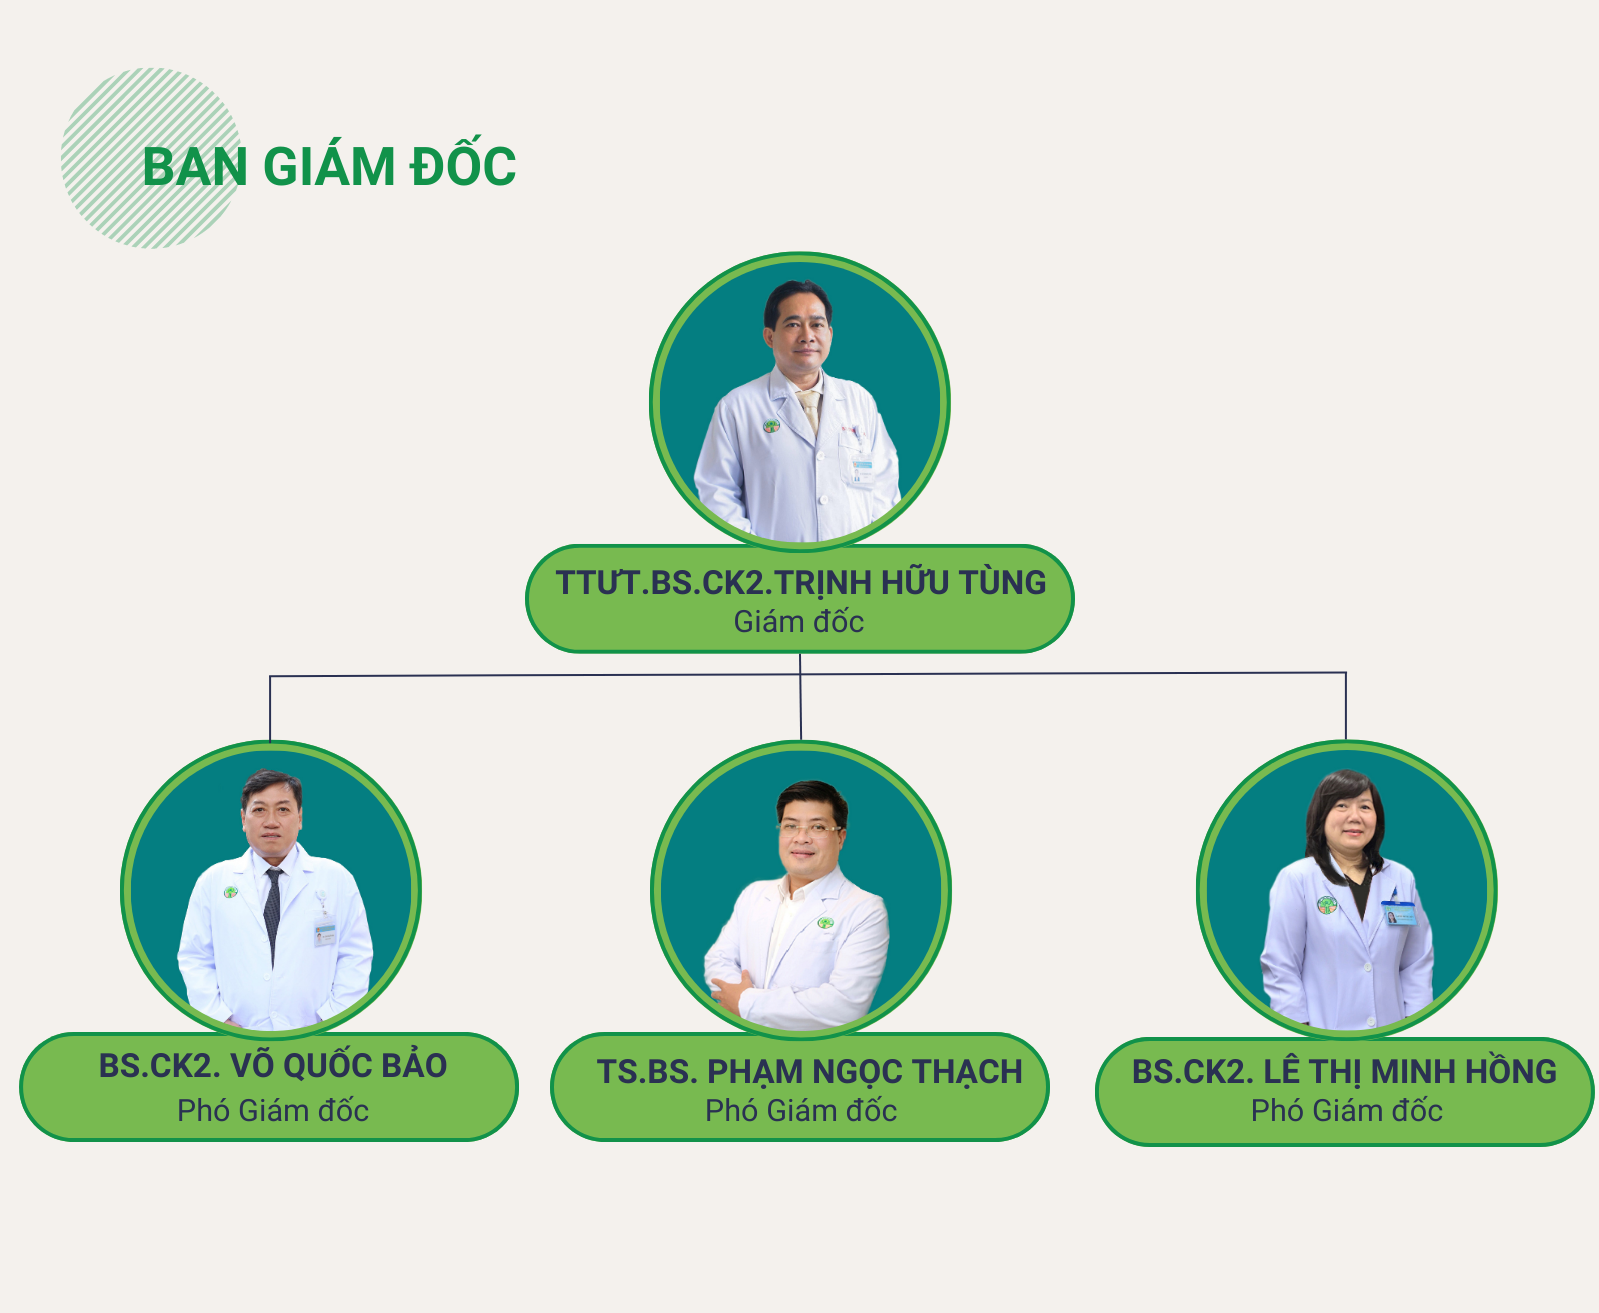 BAN GIÁM ĐỐC
TTƯT.BS.CK2.TRỊNH HỮU TÙNG
Giám đốc
BS.CK2. VÕ QUỐC BẢO
Phó Giám đốc
TS.BS. PHẠM NGỌC THẠCH
Phó Giám đốc
BS.CK2. LÊ THỊ MINH HỒNG
Phó Giám đốc